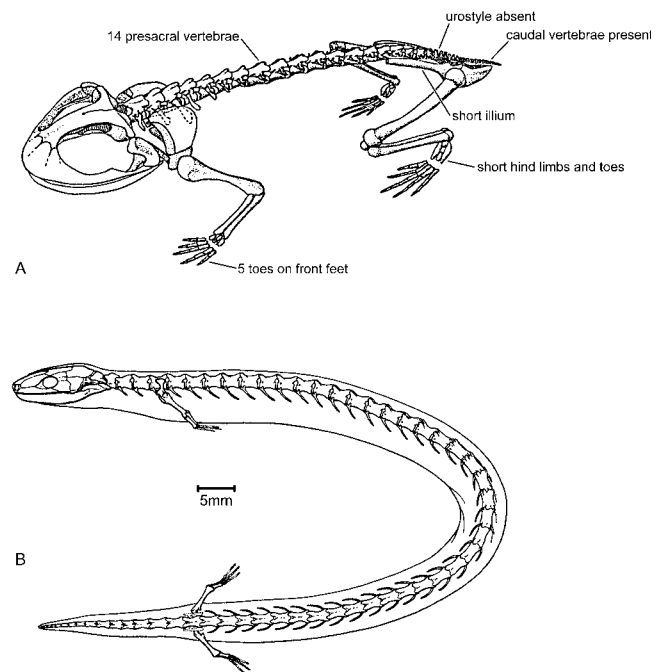 urostyle absent
14 presacral vertebrae
caudal vertebrae present
short illium
short hind limbs and toes
A
5 toes on front feet
5mm
B